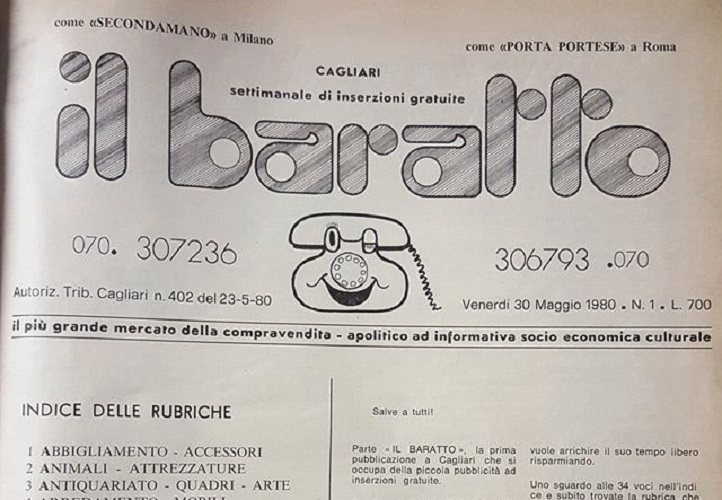 come «SECONDAMANO» a Milano
come «PORTA PORTESE» a Roma
CAGLIARI
settimanale di inserzioni gratuite
il baratto
070. 307236
306793 .070
Autoriz. Trib. Cagliari n. 402 del 23-5-80
Venerdì 30 Maggio 1980 . N. 1 . L. 700
il più grande mercato della compravendita - apolitico ad informativa socio economica culturale
INDICE DELLE RUBRICHE
1 ABBIGLIAMENTO - ACCESSORI
2 ANIMALI - ATTREZZATURE
3 ANTIQUARIATO - QUADRI - ARTE
Salve a tutti!
Parte «IL BARATTO», la prima
pubblicazione a Cagliari che si
occupa della piccola pubblicità ad
inserzioni gratuite.
vuole arricchire il suo tempo libero
risparmiando.
Uno sguardo alle 34 voci nell'indi
ce e subito trovate la rubrica che